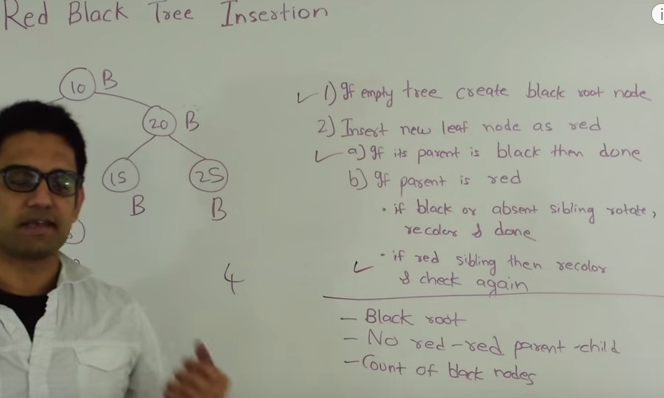 Red Black Tree Insertion
10 B
20 B
15
25
B
B
4
1) If empty tree create black root node
2) Insert new leaf node as red
a) If its parent is black then done
b) If parent is red
· if black or absent sibling rotate,
recolor & done
· if red sibling then recolor
& check again
- Black root
- No red-red parent-child
- Count of black nodes
i